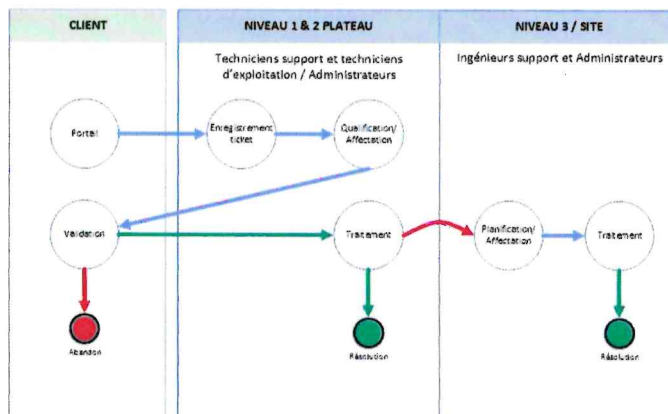 CLIENT
NIVEAU 1 & 2 PLATEAU
NIVEAU 3 / SITE
Techniciens support et techniciens
d'exploitation / Administrateurs
Ingénieurs support et Administrateurs
Portail
Enregistrement
ticket
Qualification/
Affectation
Validation
Traitement
Planification/
Affectation
Traitement
Abandon
Résolution
Résolution